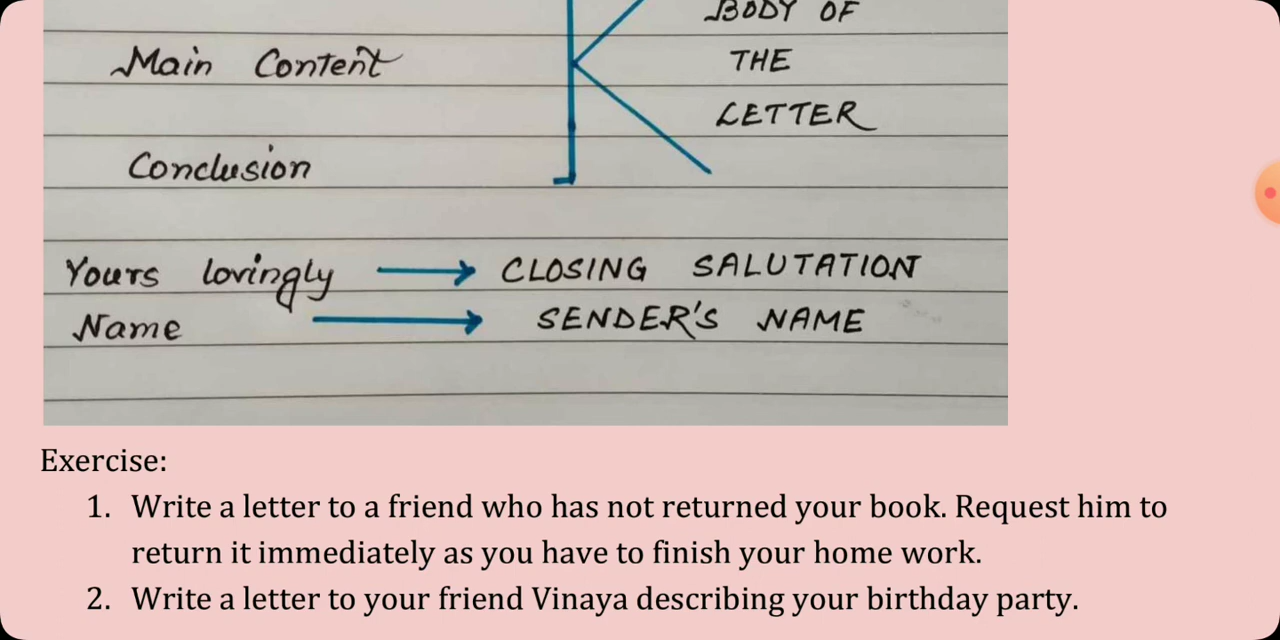 BODY OF
Main Content THE
LETTER
Conclusion
Yours lovingly CLOSING SALUTATION
Name SENDER'S NAME
Exercise:
1. Write a letter to a friend who has not returned your book. Request him to
return it immediately as you have to finish your home work.
2. Write a letter to your friend Vinaya describing your birthday party.